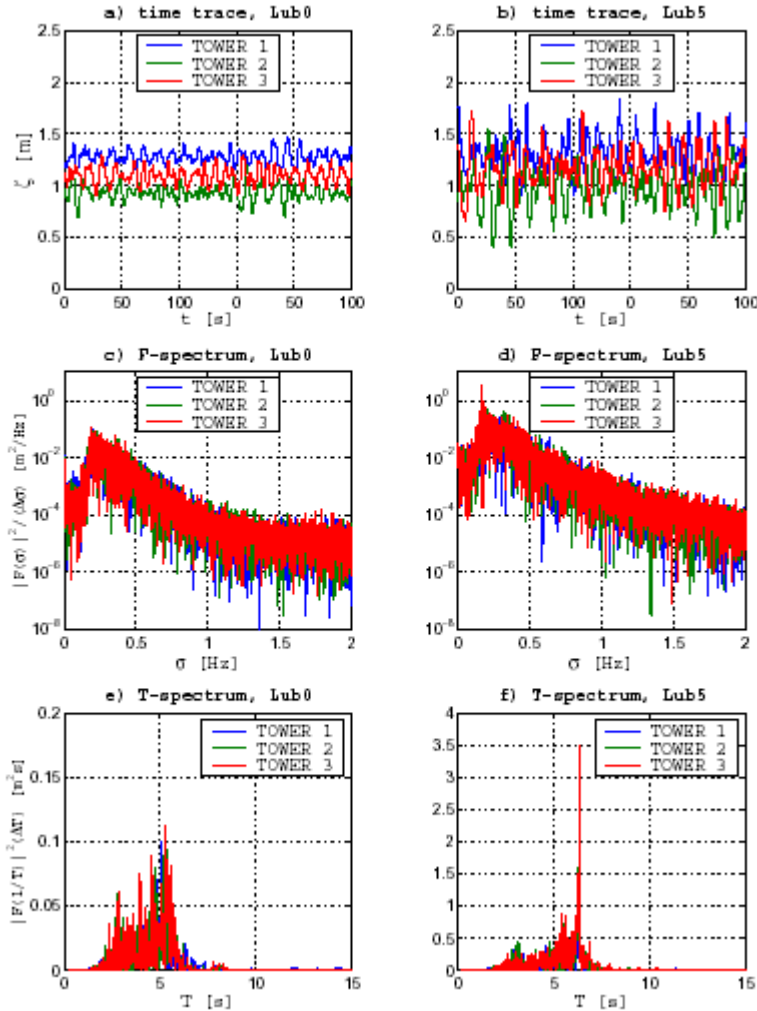 a) time trace, Lub0
b) time trace, Lub5
2.5
2
1.5
1
0.5
0
ζ [m]
TOWER 1
TOWER 2
TOWER 3
0 50 100 50 100 0 50 100
t [s]
2.5
2
1.5
1
0.5
0
TOWER 1
TOWER 2
TOWER 3
0 50 100 0 50 100
t [s]
c) F-spectrum, Lub0
d) F-spectrum, Lub5
|F(σ)|²/(Δσ) [m²/Hz]
10⁰
10⁻²
10⁻⁴
10⁻⁶
10⁻⁸
TOWER 1
TOWER 2
TOWER 3
0 0.5 1 1.5 2
σ [Hz]
10⁰
10⁻²
10⁻⁴
10⁻⁶
10⁻⁸
TOWER 1
TOWER 2
TOWER 3
0 0.5 1 1.5 2
σ [Hz]
e) T-spectrum, Lub0
f) T-spectrum, Lub5
|F(1/T)|²(ΔT) [m²s]
0.2
0.15
0.1
0.05
0
TOWER 1
TOWER 2
TOWER 3
0 5 10 15
T [s]
4
3.5
3
2.5
2
1.5
1
0.5
0
TOWER 1
TOWER 2
TOWER 3
0 5 10 15
T [s]